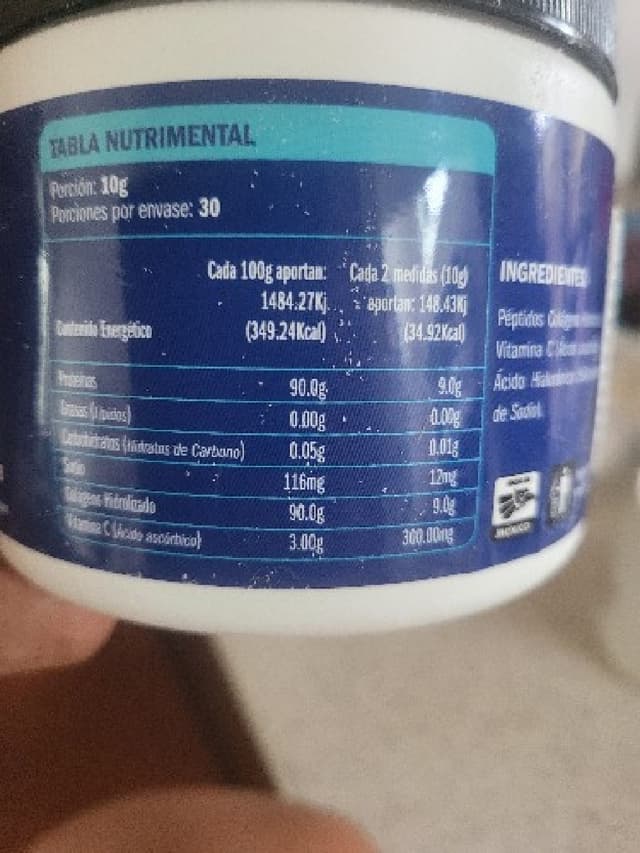 TABLA NUTRIMENTAL
Porción: 10g
Porciones por envase: 30
Cada 100g aportan: Cada 2 medidas (10g)
1484.27Kj aportan: 148.43Kj
Contenido Energético (349.24Kcal) (34.92Kcal)
Proteínas 90.0g 9.0g
Grasas (Lípidos) 0.00g 0.00g
Carbohidratos (Hidratos de Carbono) 0.05g 0.01g
Sodio 116mg 12mg
Colágeno Hidrolizado 90.0g 9.0g
Vitamina C (Ácido ascórbico) 3.00g 300.00mg
INGREDIENTES
Péptidos
Vitamina C
Ácido
de Sodio
MÉXICO